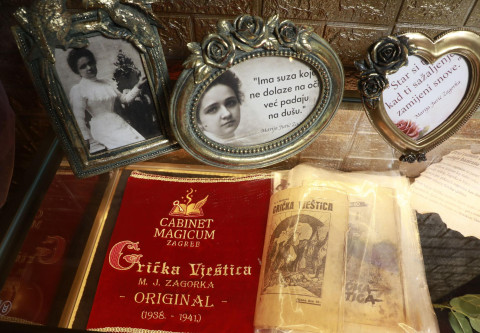 "Ima suza koje
ne dolaze na oči
već padaju
na dušu."
Marija Jurić Zagorka
"Star si
kad ti sažaljenje
zamijeni snove."
Marija Jurić Zagorka
CABINET
MAGICUM
ZAGREB
Grička Vještica
M. J. ZAGORKA
- ORIGINAL -
(1938. - 1941.)
GRIČKA VJEŠTICA